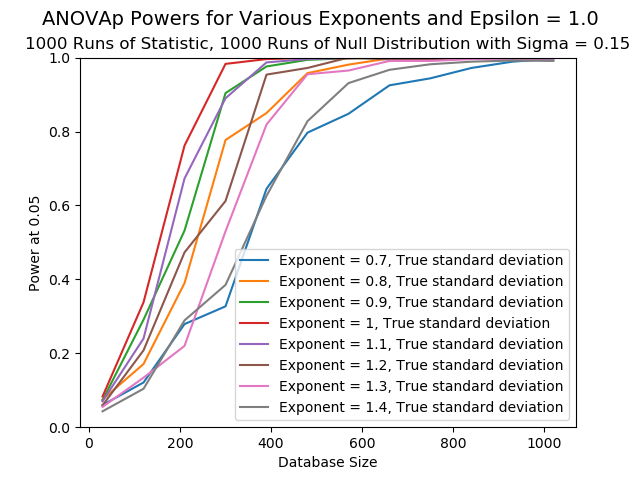 ANOVAp Powers for Various Exponents and Epsilon = 1.0
1000 Runs of Statistic, 1000 Runs of Null Distribution with Sigma = 0.15
1.0
0.8
0.6
0.4
0.2
0.0
Power at 0.05
Exponent = 0.7, True standard deviation
Exponent = 0.8, True standard deviation
Exponent = 0.9, True standard deviation
Exponent = 1, True standard deviation
Exponent = 1.1, True standard deviation
Exponent = 1.2, True standard deviation
Exponent = 1.3, True standard deviation
Exponent = 1.4, True standard deviation
0 200 400 600 800 1000
Database Size